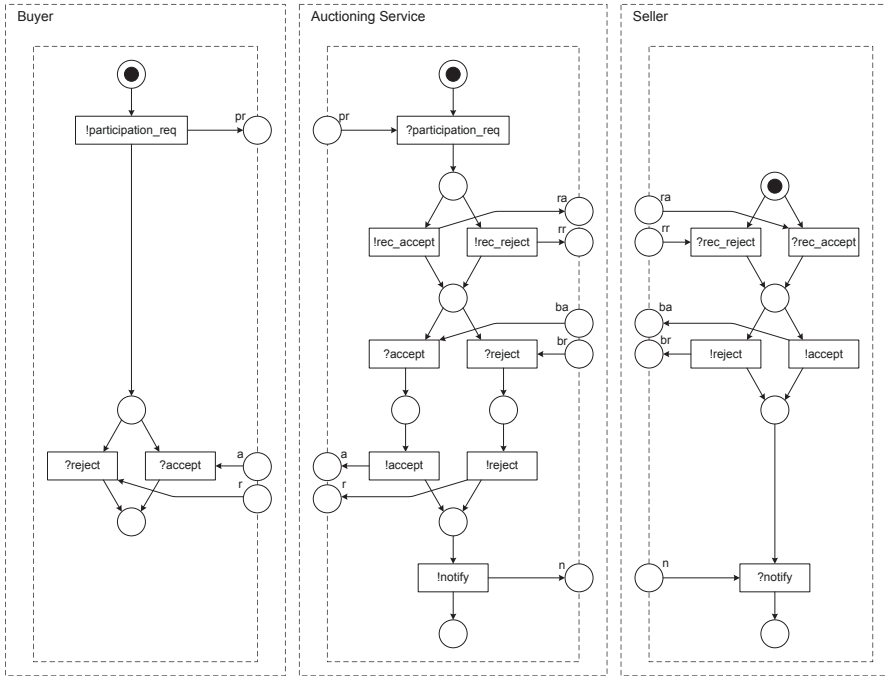 Buyer
!participation_req
pr
?reject
?accept
a
r
Auctioning Service
pr
?participation_req
ra
!rec_accept
!rec_reject
rr
ba
?accept
?reject
br
a
!accept
!reject
r
!notify
n
Seller
ra
rr
?rec_reject
?rec_accept
ba
br
!reject
!accept
n
?notify